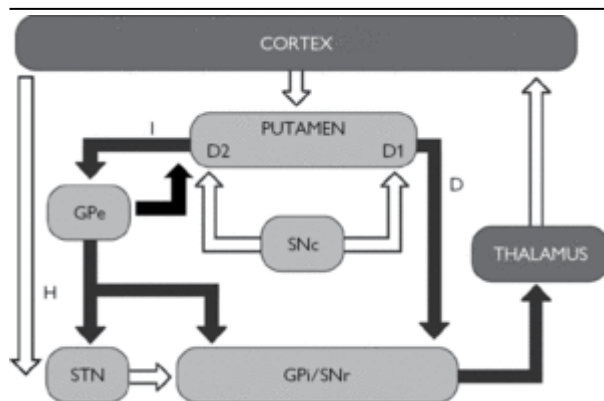 CORTEX
I
PUTAMEN
D2
D1
D
GPe
SNc
THALAMUS
H
STN
GPi/SNr